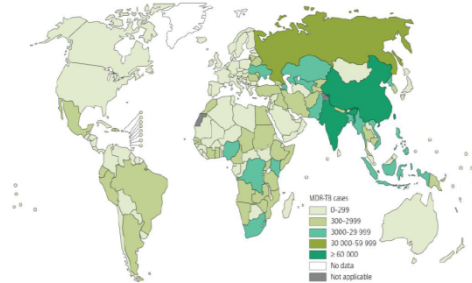 MDR-TB cases
0–299
300–2999
3000–29 999
30 000–59 999
≥ 60 000
No data
Not applicable